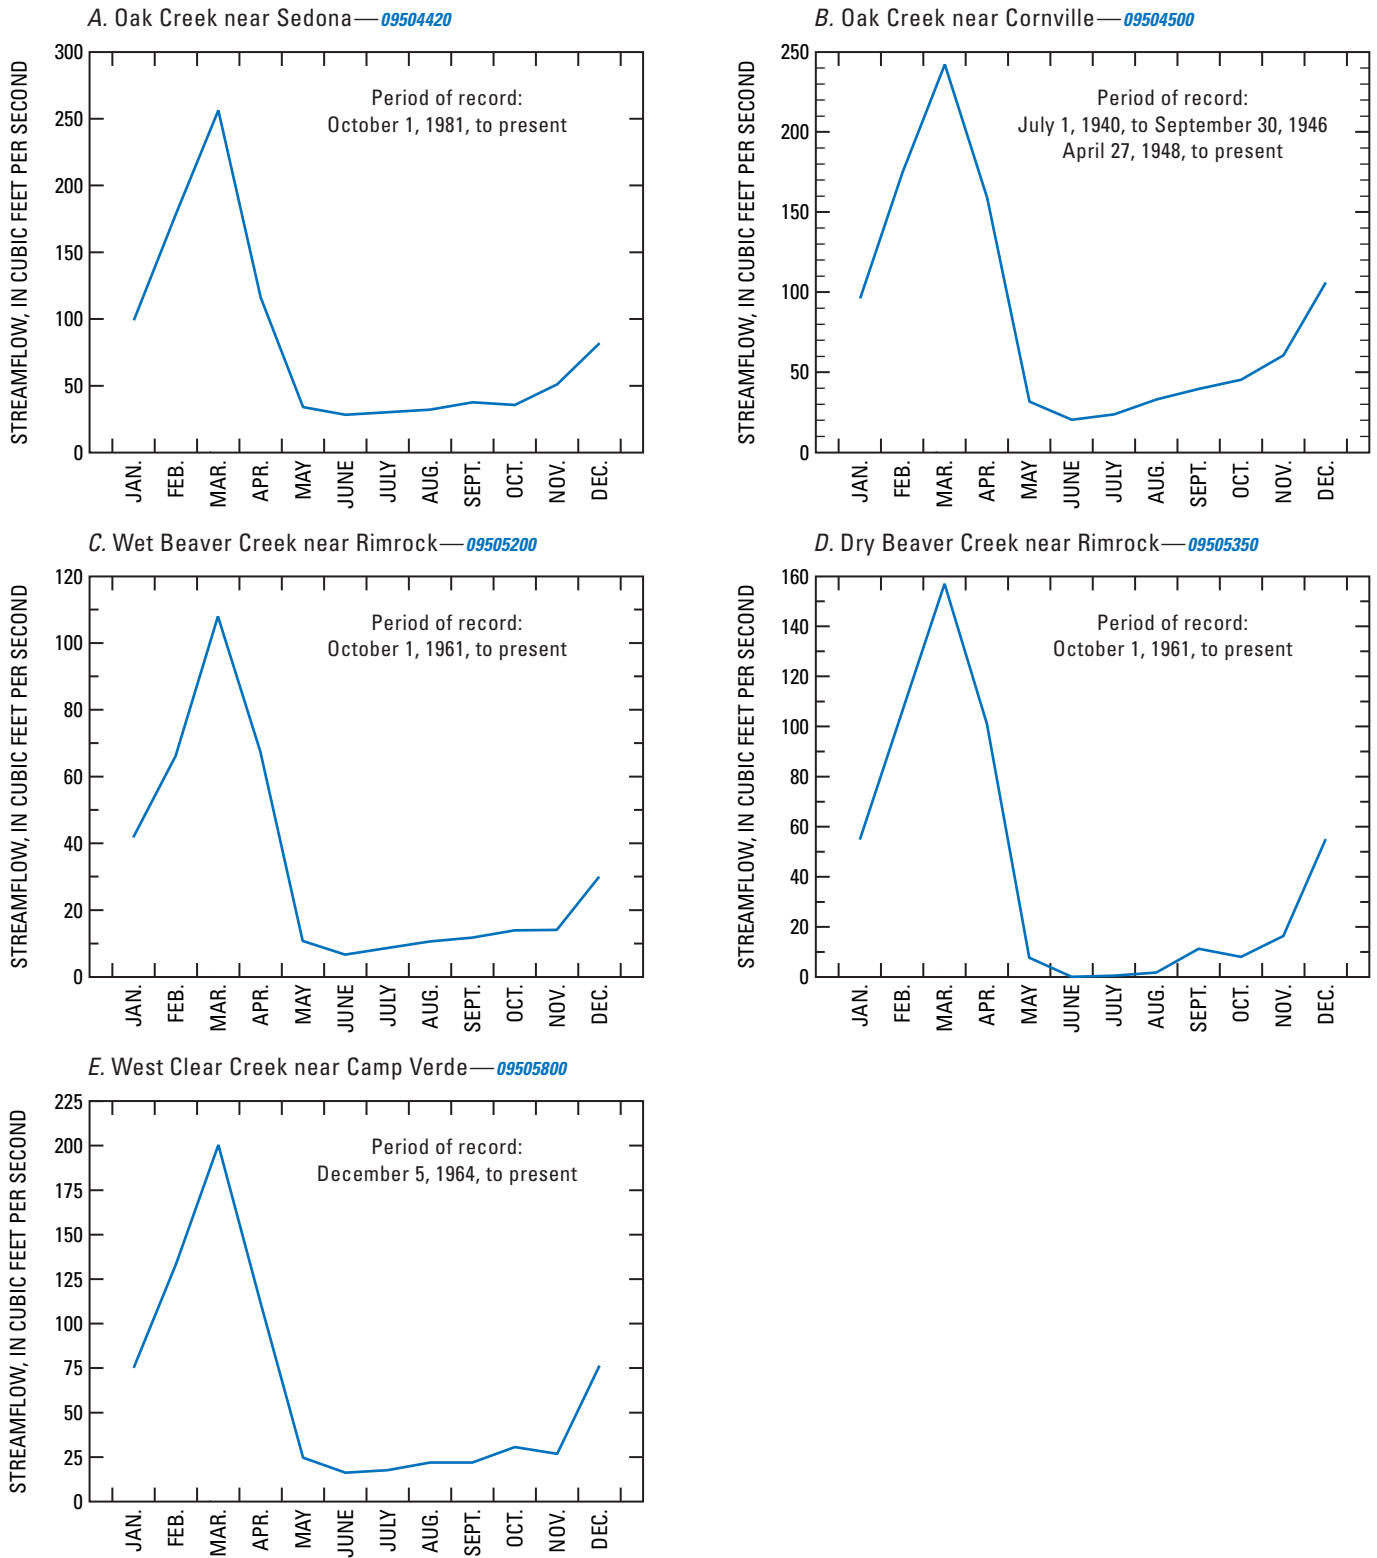 A. Oak Creek near Sedona—09504420
STREAMFLOW, IN CUBIC FEET PER SECOND
300
250
200
150
100
50
0
Period of record:
October 1, 1981, to present
JAN. FEB. MAR. APR. MAY JUNE JULY AUG. SEPT. OCT. NOV. DEC.
B. Oak Creek near Cornville—09504500
STREAMFLOW, IN CUBIC FEET PER SECOND
250
200
150
100
50
0
Period of record:
July 1, 1940, to September 30, 1946
April 27, 1948, to present
JAN. FEB. MAR. APR. MAY JUNE JULY AUG. SEPT. OCT. NOV. DEC.
C. Wet Beaver Creek near Rimrock—09505200
STREAMFLOW, IN CUBIC FEET PER SECOND
120
100
80
60
40
20
0
Period of record:
October 1, 1961, to present
JAN. FEB. MAR. APR. MAY JUNE JULY AUG. SEPT. OCT. NOV. DEC.
D. Dry Beaver Creek near Rimrock—09505350
STREAMFLOW, IN CUBIC FEET PER SECOND
160
140
120
100
80
60
40
20
0
Period of record:
October 1, 1961, to present
JAN. FEB. MAR. APR. MAY JUNE JULY AUG. SEPT. OCT. NOV. DEC.
E. West Clear Creek near Camp Verde—09505800
STREAMFLOW, IN CUBIC FEET PER SECOND
225
200
175
150
125
100
75
50
25
0
Period of record:
December 5, 1964, to present
JAN. FEB. MAR. APR. MAY JUNE JULY AUG. SEPT. OCT. NOV. DEC.